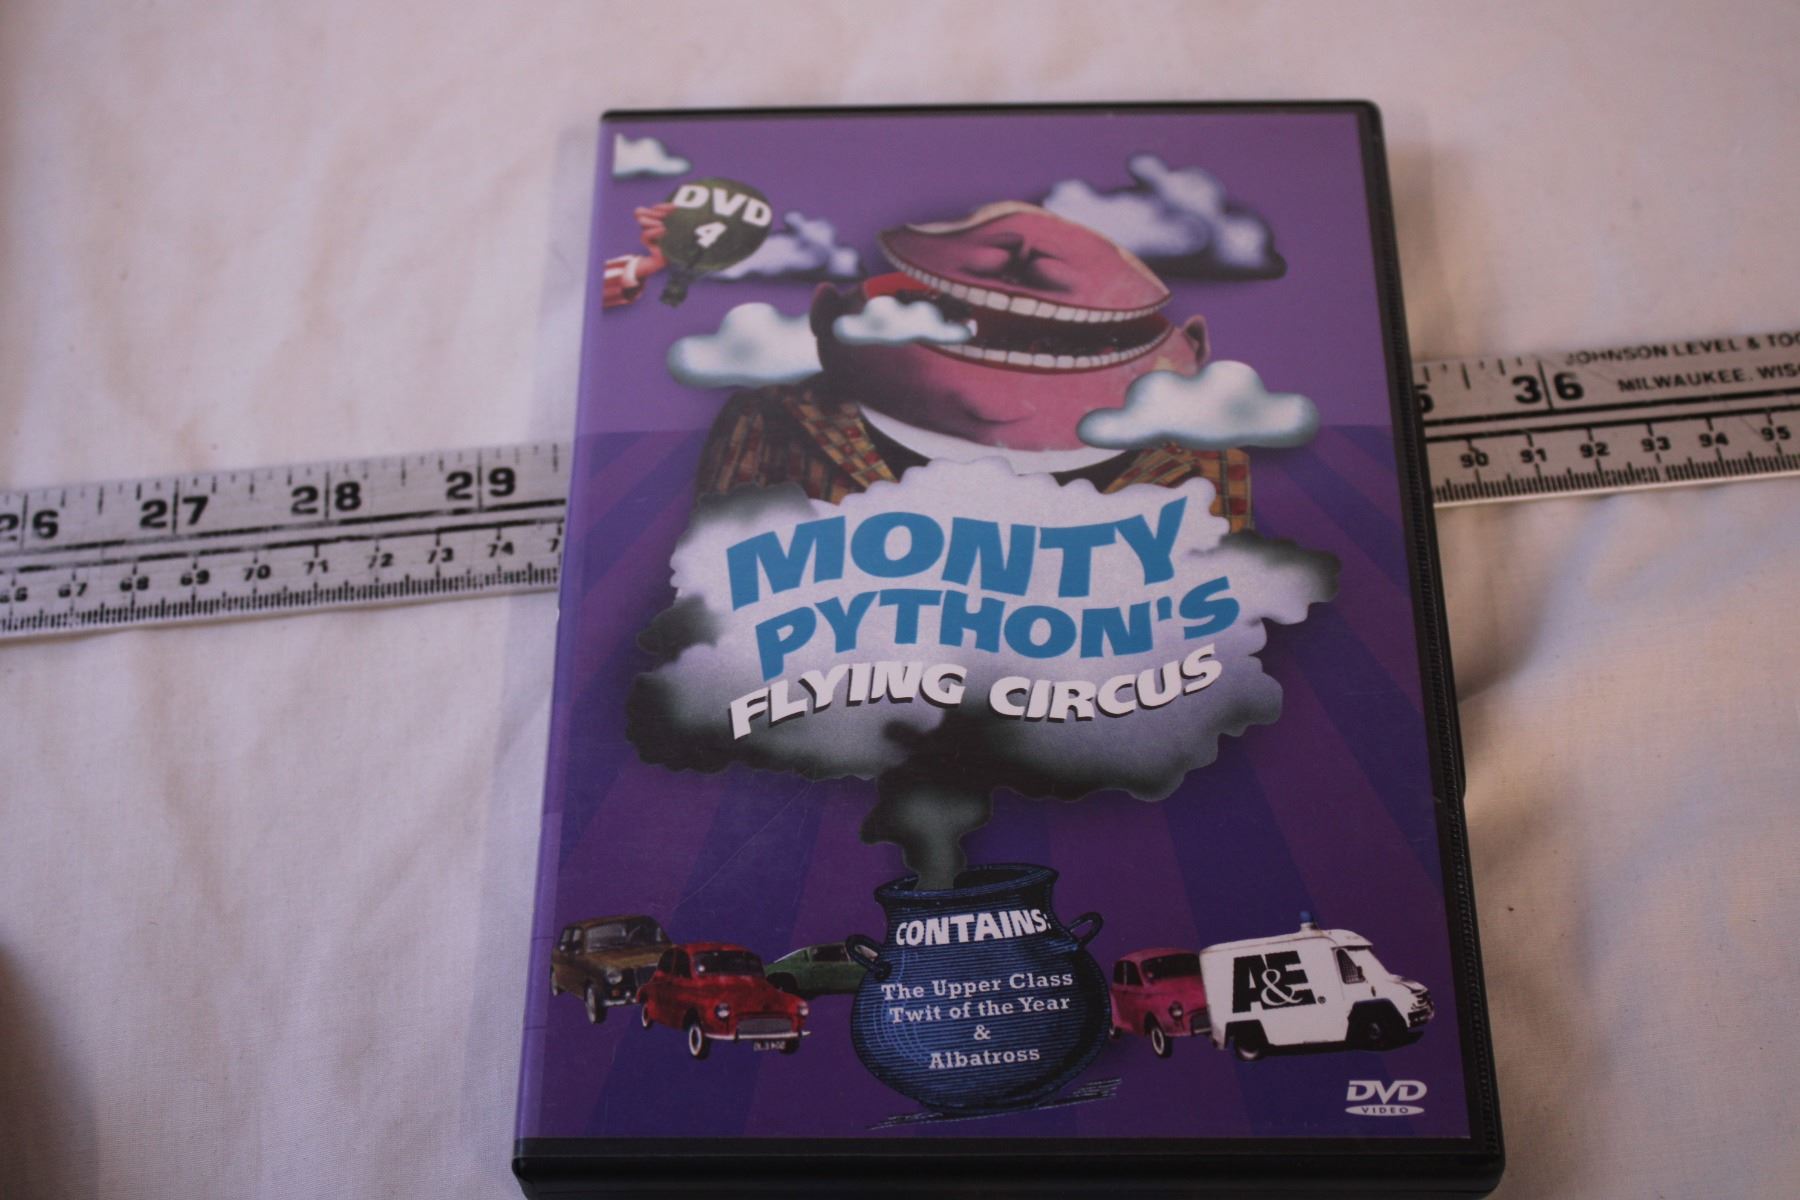 DVD
4
MONTY
PYTHON'S
FLYING CIRCUS
CONTAINS:
The Upper Class
Twit of the Year
&
Albatross
A&E®
DVD
VIDEO
26 27 28 29
67 68 69 70 71 72 73 74
JOHNSON LEVEL & TOO
MILWAUKEE, WIS
36
90 91 92 93 94 95